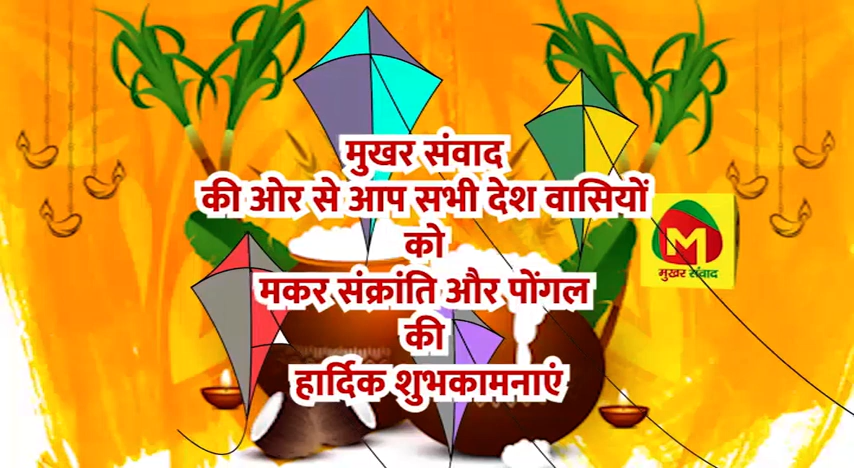 मुखर संवाद
की ओर से आप सभी देश वासियों
को
मकर संक्रांति और पोंगल
की
हार्दिक शुभकामनाएं
M
मुखर संवाद